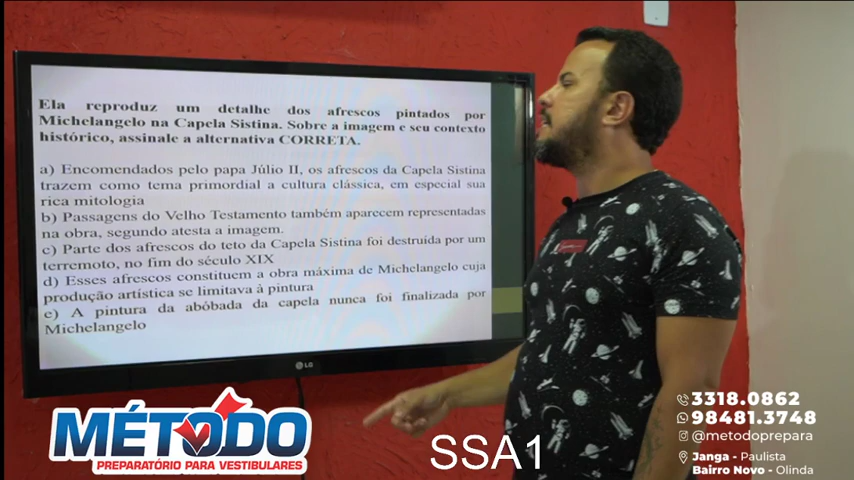 Ela reproduz um detalhe dos afrescos pintados por
Michelangelo na Capela Sistina. Sobre a imagem e seu contexto
histórico, assinale a alternativa CORRETA.
a) Encomendados pelo papa Júlio II, os afrescos da Capela Sistina
trazem como tema primordial a cultura clássica, em especial sua
rica mitologia
b) Passagens do Velho Testamento também aparecem representadas
na obra, segundo atesta a imagem.
c) Parte dos afrescos do teto da Capela Sistina foi destruída por um
terremoto, no fim do século XIX
d) Esses afrescos constituem a obra máxima de Michelangelo cuja
produção artística se limitava à pintura
e) A pintura da abóbada da capela nunca foi finalizada por
Michelangelo
LG
MÉTODO
PREPARATÓRIO PARA VESTIBULARES
SSA1
3318.0862
98481.3748
@metodoprepara
Janga - Paulista
Bairro Novo - Olinda